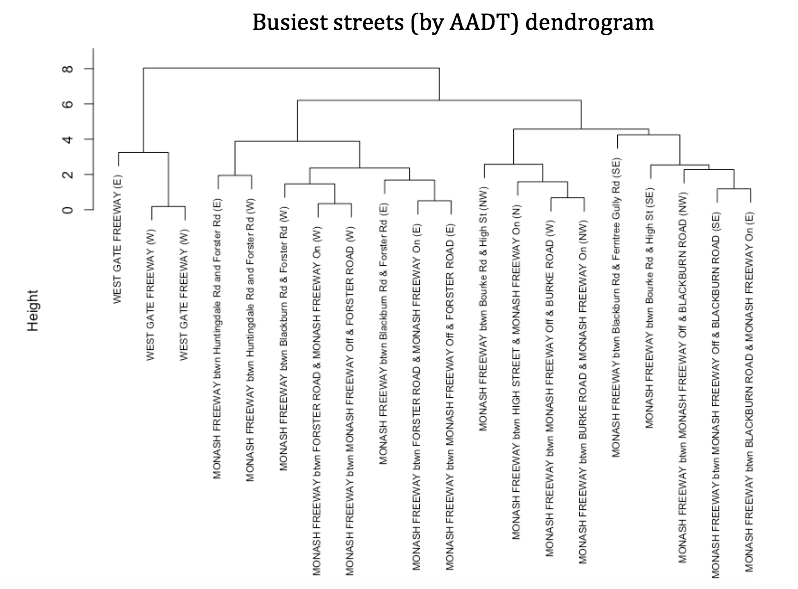 Busiest streets (by AADT) dendrogram
8
6
4
2
0
Height
WEST GATE FREEWAY (E)
WEST GATE FREEWAY (W)
WEST GATE FREEWAY (W)
MONASH FREEWAY btwn Huntingdale Rd and Forster Rd (E)
MONASH FREEWAY btwn Huntingdale Rd and Forster Rd (W)
MONASH FREEWAY btwn Blackburn Rd & Forster Rd (W)
MONASH FREEWAY btwn FORSTER ROAD & MONASH FREEWAY On (W)
MONASH FREEWAY btwn MONASH FREEWAY Off & FORSTER ROAD (W)
MONASH FREEWAY btwn Blackburn Rd & Forster Rd (E)
MONASH FREEWAY btwn FORSTER ROAD & MONASH FREEWAY On (E)
MONASH FREEWAY btwn MONASH FREEWAY Off & FORSTER ROAD (E)
MONASH FREEWAY btwn Bourke Rd & High St (NW)
MONASH FREEWAY btwn HIGH STREET & MONASH FREEWAY On (N)
MONASH FREEWAY btwn MONASH FREEWAY Off & BURKE ROAD (W)
MONASH FREEWAY btwn BURKE ROAD & MONASH FREEWAY On (NW)
MONASH FREEWAY btwn Blackburn Rd & Ferntree Gully Rd (SE)
MONASH FREEWAY btwn Bourke Rd & High St (SE)
MONASH FREEWAY btwn MONASH FREEWAY Off & BLACKBURN ROAD (NW)
MONASH FREEWAY btwn MONASH FREEWAY Off & BLACKBURN ROAD (SE)
MONASH FREEWAY btwn BLACKBURN ROAD & MONASH FREEWAY On (E)